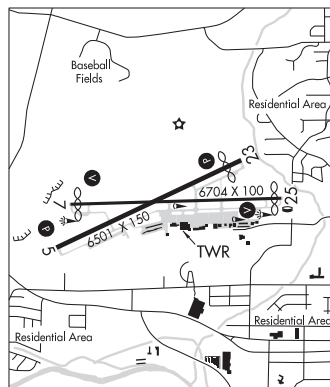 Baseball
Fields
Residential Area
P
23
V
6704 X 100
7
25
V
P
6501 X 150
5
TWR
Residential Area
Residential Area